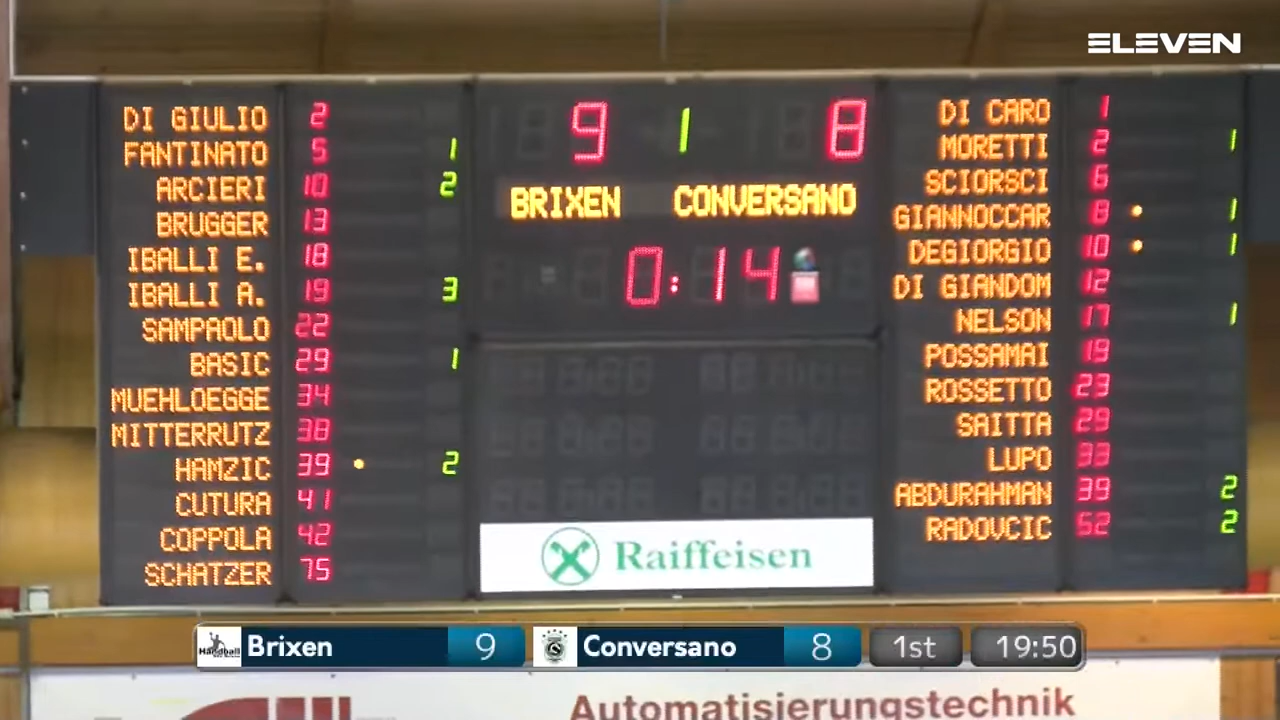 ELEVEN
DI GIULIO 2
FANTINATO 5 1
ARCIERI 10 2
BRUGGER 13
IBALLI E. 18
IBALLI A. 19 3
SAMPAOLO 22
BASIC 29 1
MUEHLOEGGE 34
MITTERRUTZ 38
HAMZIC 39 2
CUTURA 41
COPPOLA 42
SCHATZER 75
9 1 8
BRIXEN CONVERSANO
0:14
Raiffeisen
DI CARO 1
MORETTI 2 1
SCIORSCI 6
GIANNOCCAR 8 1
DEGIORGIO 10 1
DI GIANDOM 12
NELSON 17 1
POSSAMAI 19
ROSSETTO 23
SAITTA 29
LUPO 33
ABDURAHMAN 39 2
RADOVCIC 52 2
Handball
Brixen 9 Conversano 8 1st 19:50
Automatisierungstechnik